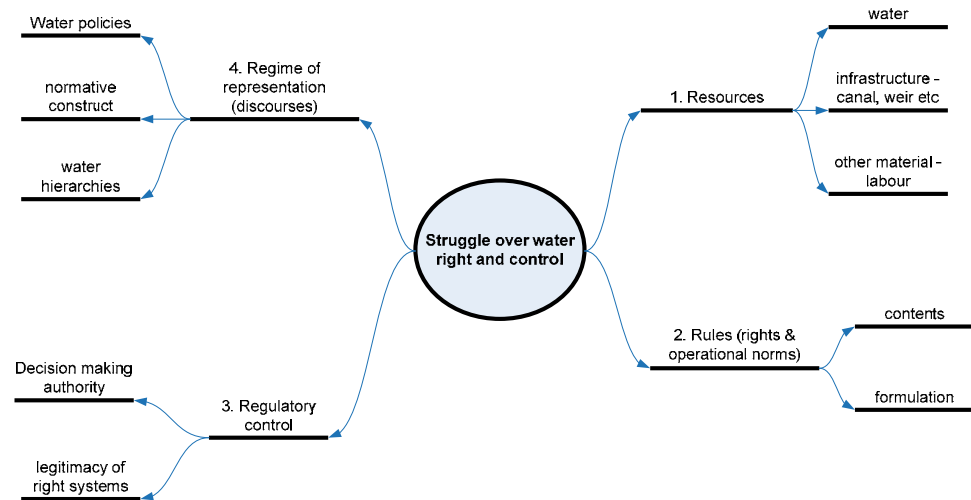 Struggle over water
right and control
1. Resources
water
infrastructure -
canal, weir etc
other material -
labour
2. Rules (rights &
operational norms)
contents
formulation
3. Regulatory
control
Decision making
authority
legitimacy of
right systems
4. Regime of
representation
(discourses)
Water policies
normative
construct
water
hierarchies